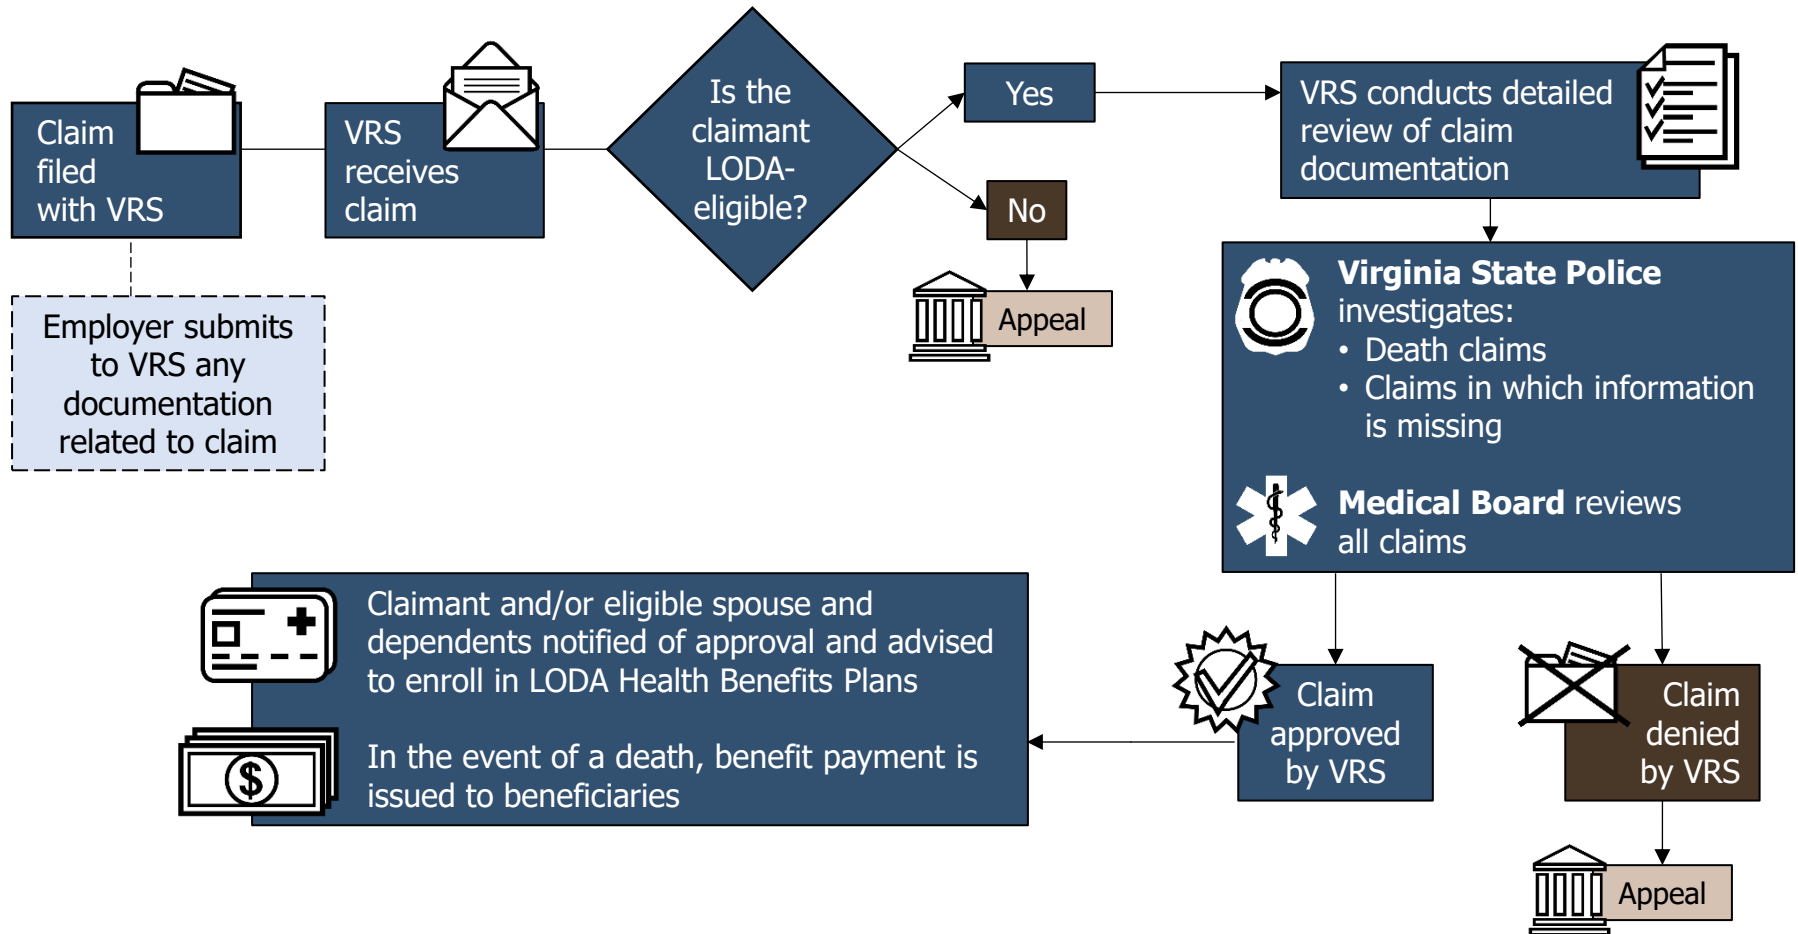 Claim
filed
with VRS
VRS
receives
claim
Is the
claimant
LODA-
eligible?
Yes
No
Appeal
VRS conducts detailed
review of claim
documentation
Employer submits
to VRS any
documentation
related to claim
Virginia State Police
investigates:
• Death claims
• Claims in which information
is missing
Medical Board reviews
all claims
Claim
approved
by VRS
Claim
denied
by VRS
Appeal
Claimant and/or eligible spouse and
dependents notified of approval and advised
to enroll in LODA Health Benefits Plans
In the event of a death, benefit payment is
issued to beneficiaries
$